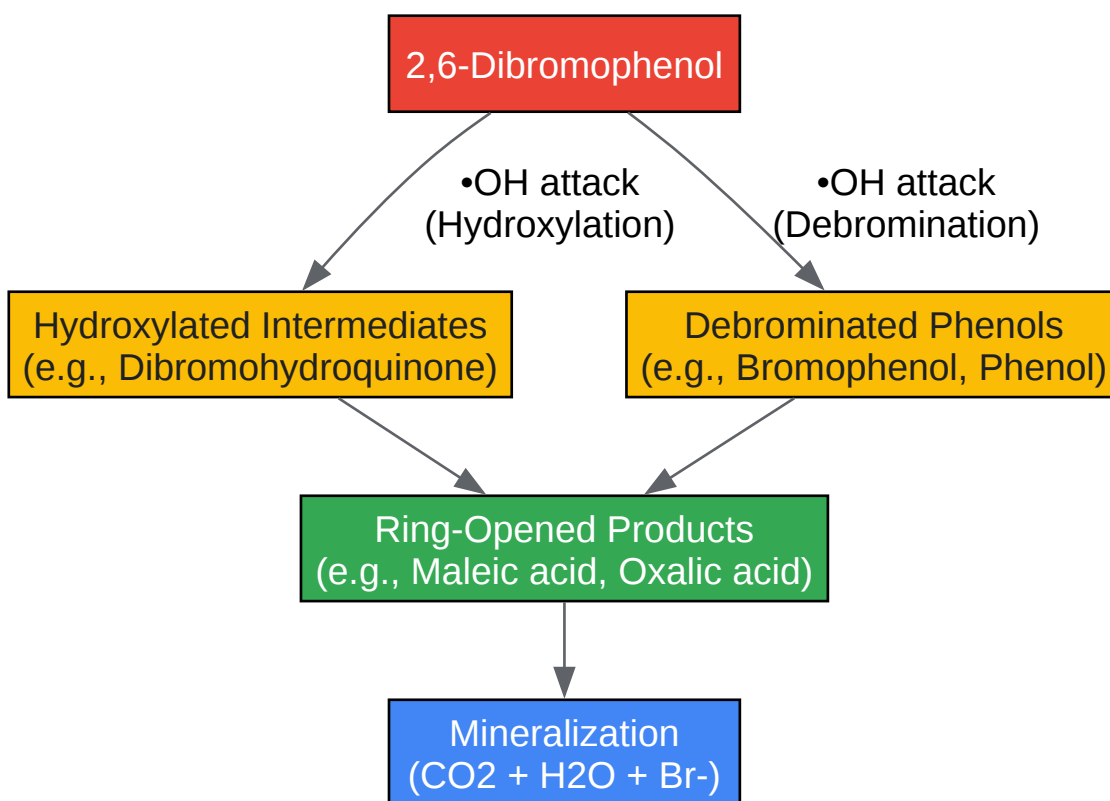 2,6-Dibromophenol
•OH attack
(Hydroxylation)
•OH attack
(Debromination)
Hydroxylated Intermediates
(e.g., Dibromohydroquinone)
Debrominated Phenols
(e.g., Bromophenol, Phenol)
Ring-Opened Products
(e.g., Maleic acid, Oxalic acid)
Mineralization
(CO2 + H2O + Br-)